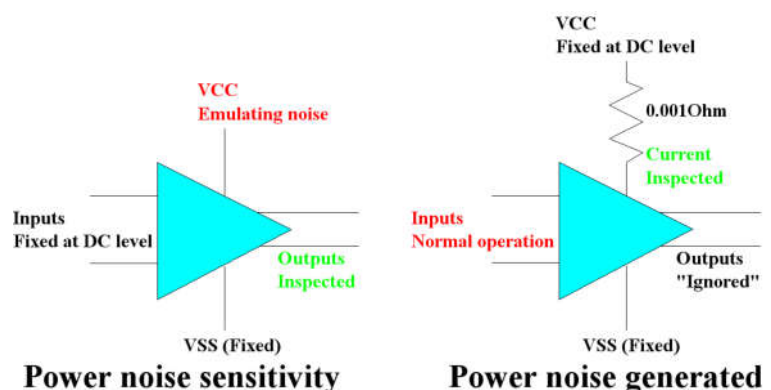 VCC
Emulating noise
Inputs
Fixed at DC level
Outputs
Inspected
VSS (Fixed)
Power noise sensitivity
VCC
Fixed at DC level
0.001Ohm
Current
Inspected
Inputs
Normal operation
Outputs
"Ignored"
VSS (Fixed)
Power noise generated